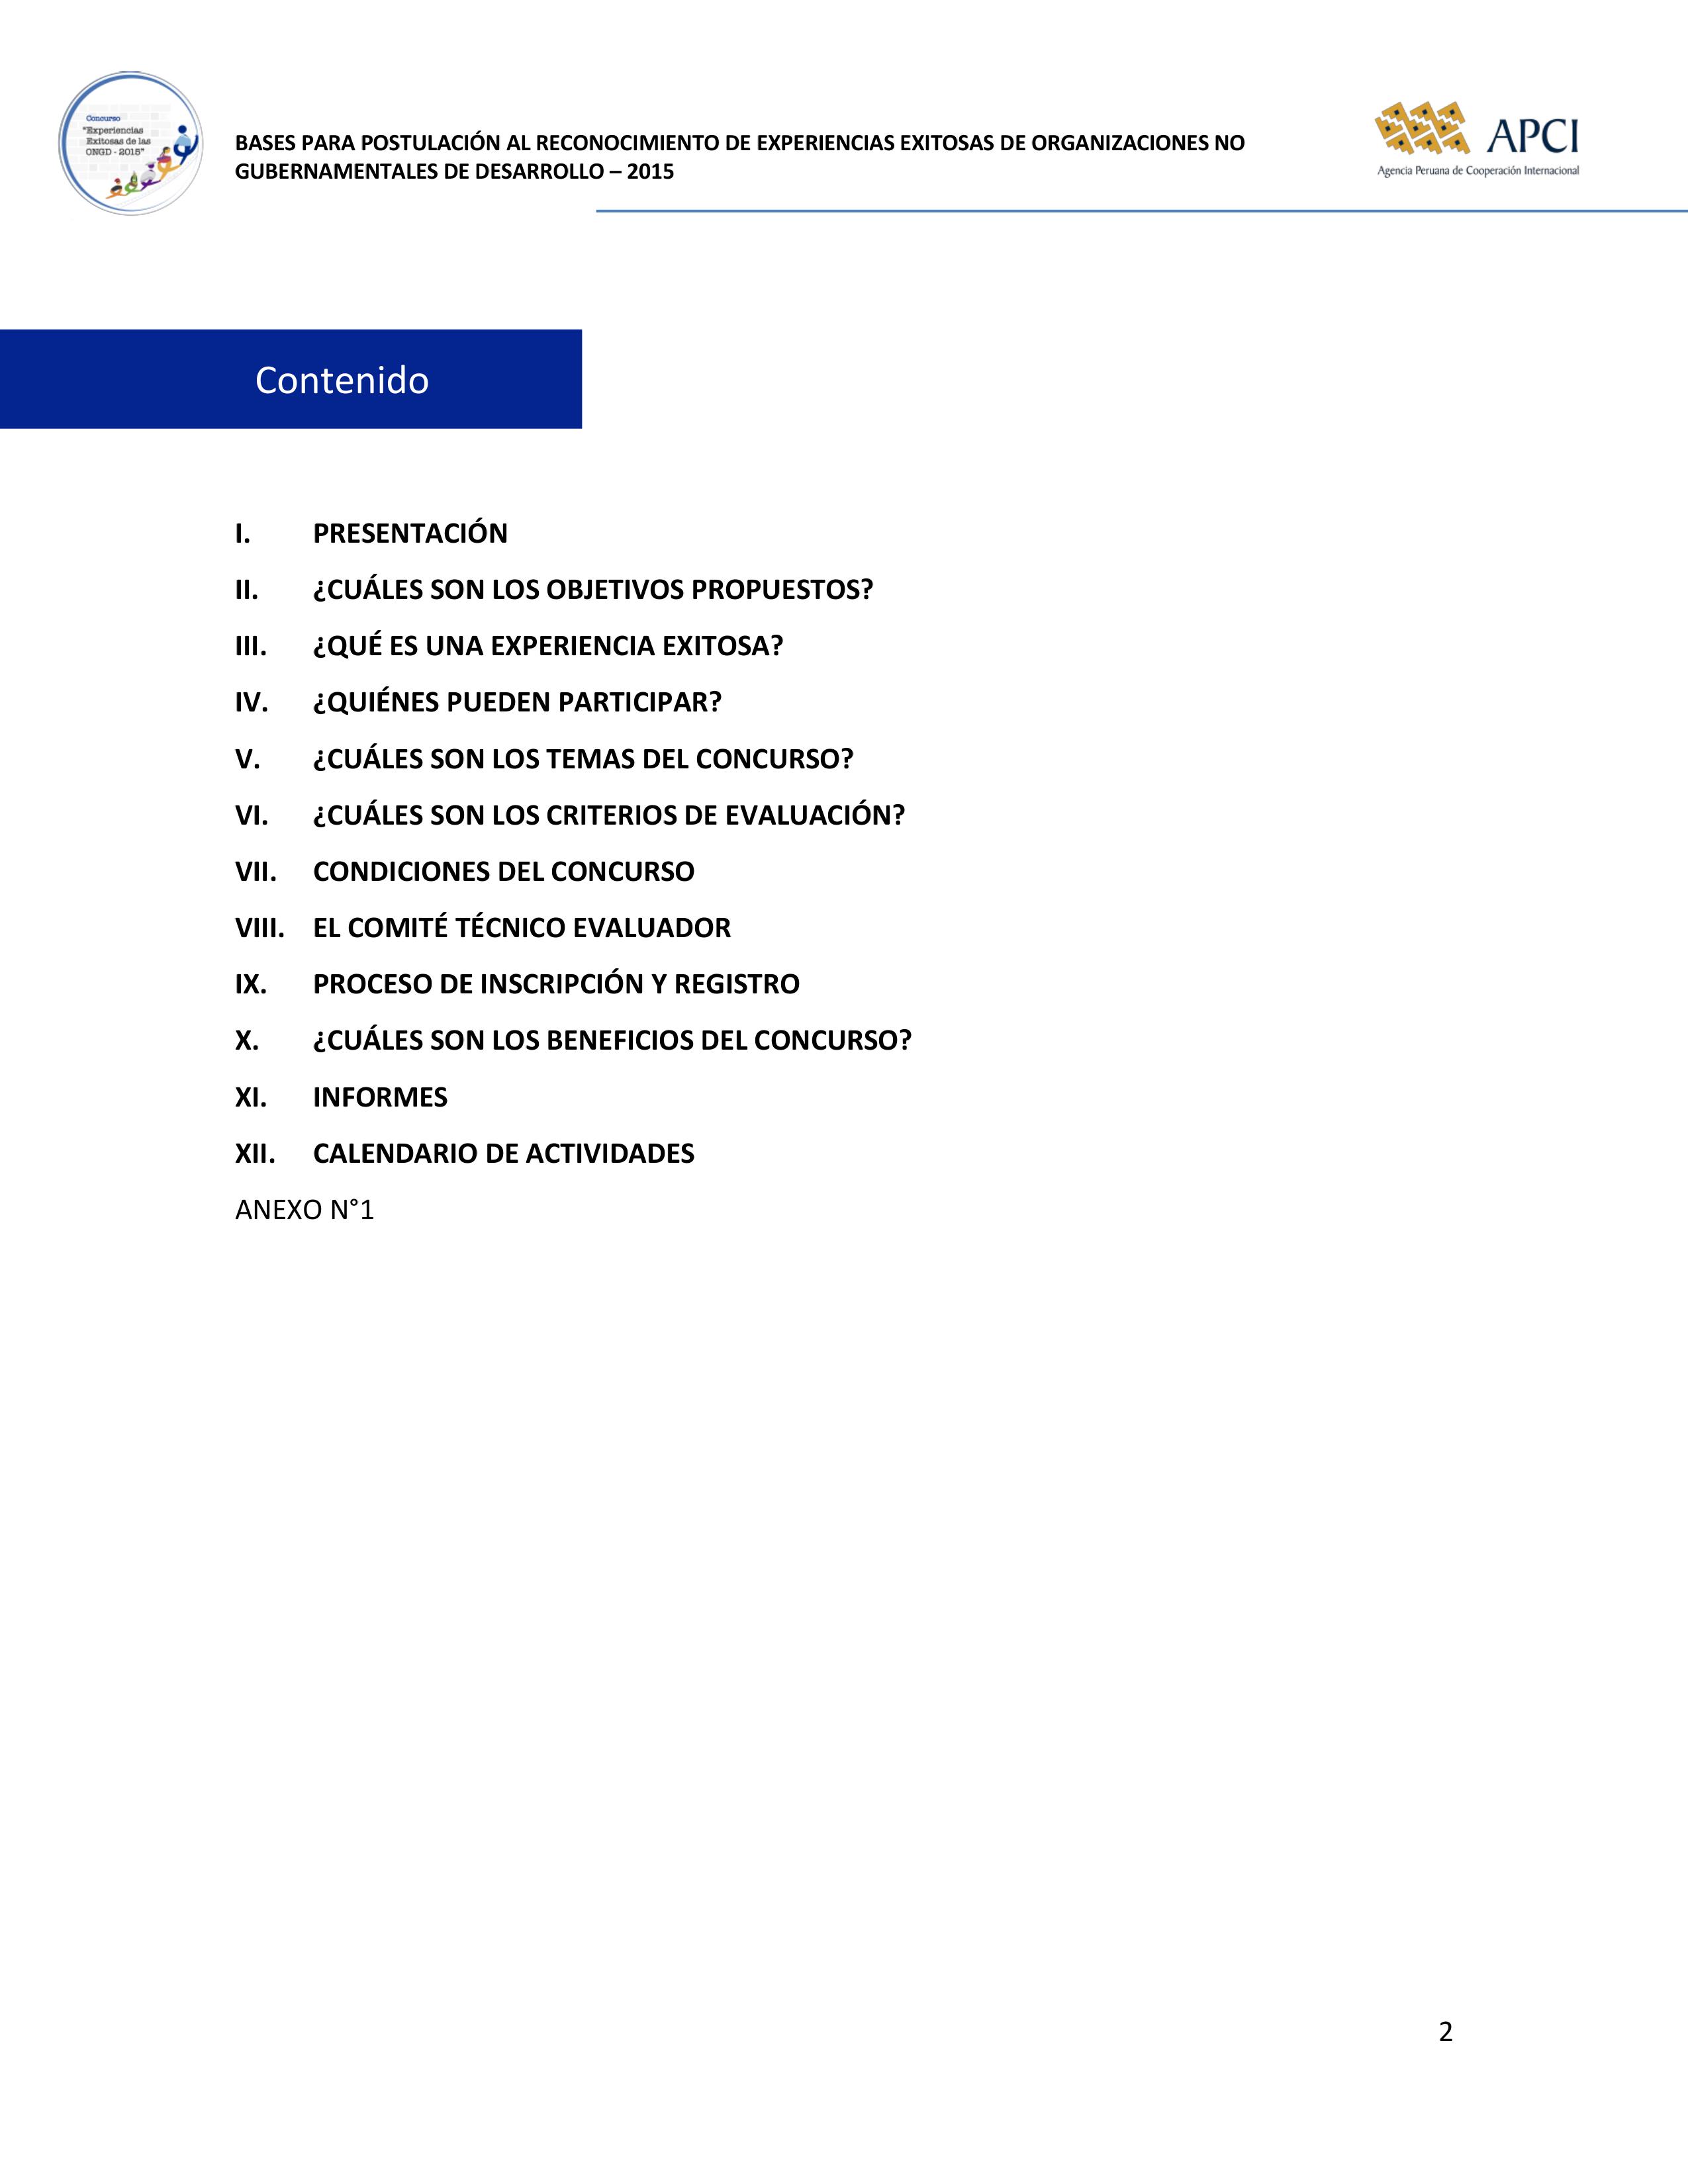 Concurso
"Experiencias
Exitosas de las
ONGD - 2015"
BASES PARA POSTULACIÓN AL RECONOCIMIENTO DE EXPERIENCIAS EXITOSAS DE ORGANIZACIONES NO
GUBERNAMENTALES DE DESARROLLO – 2015
APCI
Agencia Peruana de Cooperación Internacional
Contenido
I. PRESENTACIÓN
II. ¿CUÁLES SON LOS OBJETIVOS PROPUESTOS?
III. ¿QUÉ ES UNA EXPERIENCIA EXITOSA?
IV. ¿QUIÉNES PUEDEN PARTICIPAR?
V. ¿CUÁLES SON LOS TEMAS DEL CONCURSO?
VI. ¿CUÁLES SON LOS CRITERIOS DE EVALUACIÓN?
VII. CONDICIONES DEL CONCURSO
VIII. EL COMITÉ TÉCNICO EVALUADOR
IX. PROCESO DE INSCRIPCIÓN Y REGISTRO
X. ¿CUÁLES SON LOS BENEFICIOS DEL CONCURSO?
XI. INFORMES
XII. CALENDARIO DE ACTIVIDADES
ANEXO N°1
2